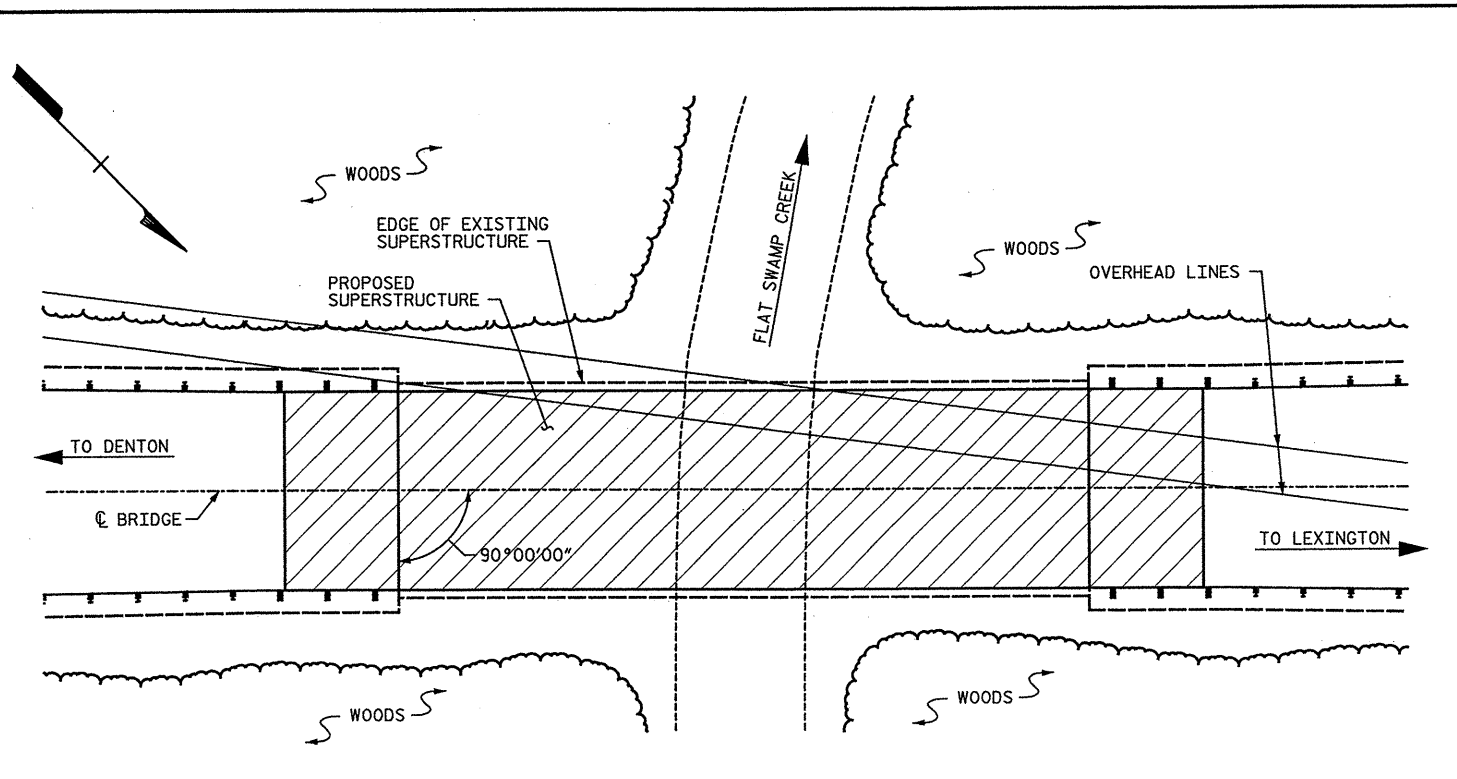 WOODS
EDGE OF EXISTING
SUPERSTRUCTURE
PROPOSED
SUPERSTRUCTURE
FLAT SWAMP CREEK
WOODS
OVERHEAD LINES
TO DENTON
℄ BRIDGE
90°00'00"
TO LEXINGTON
WOODS
WOODS